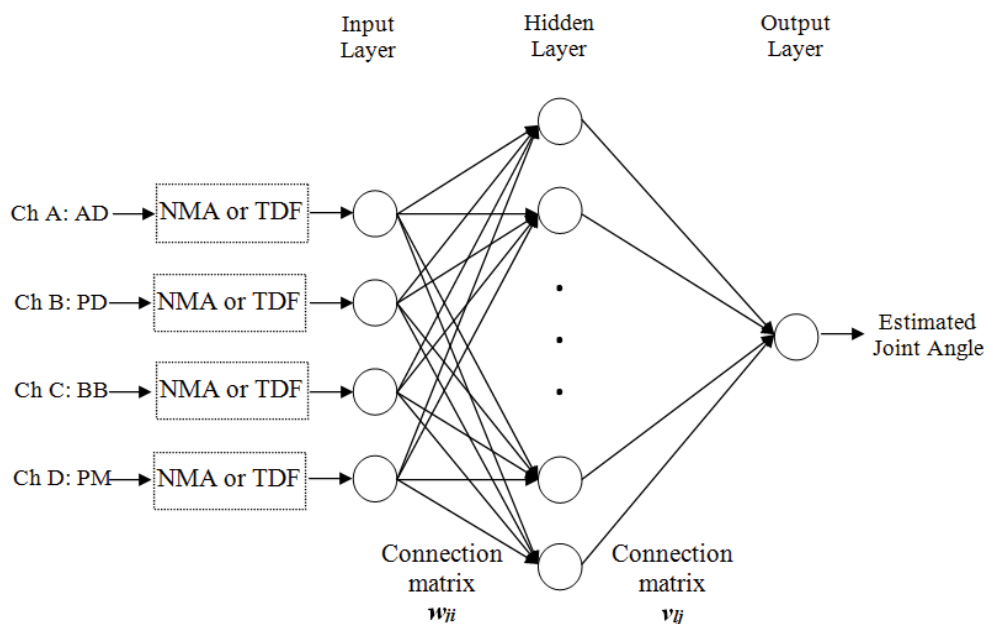 Input
Layer
Hidden
Layer
Output
Layer
Ch A: AD
NMA or TDF
Ch B: PD
NMA or TDF
Ch C: BB
NMA or TDF
Ch D: PM
NMA or TDF
Estimated
Joint Angle
Connection
matrix
wji
Connection
matrix
vlj